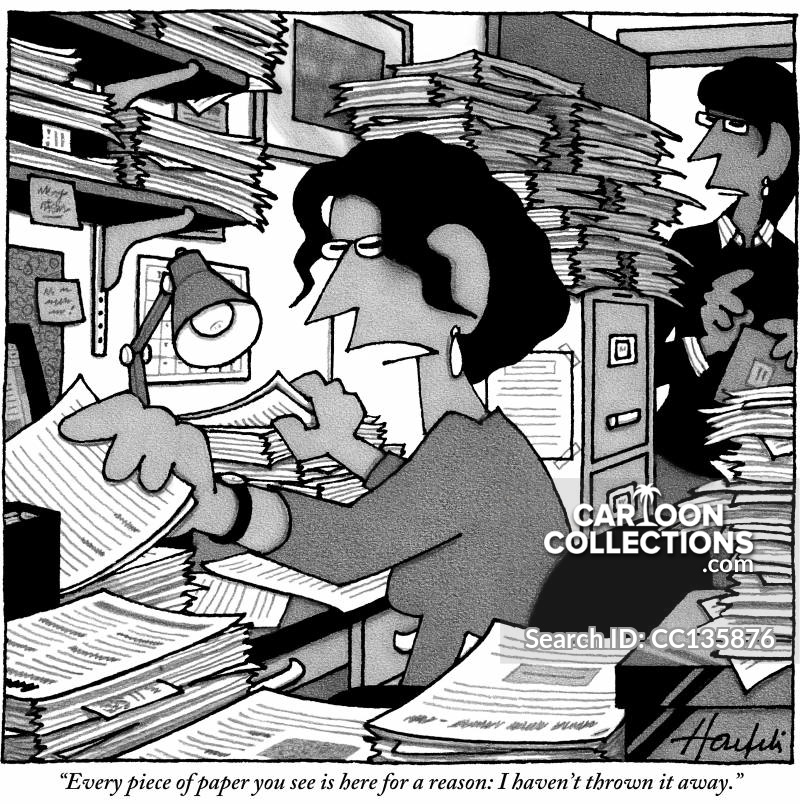 CARTOON
COLLECTIONS
.com
Search ID: CC135876
Haefeli
“Every piece of paper you see is here for a reason: I haven’t thrown it away.”